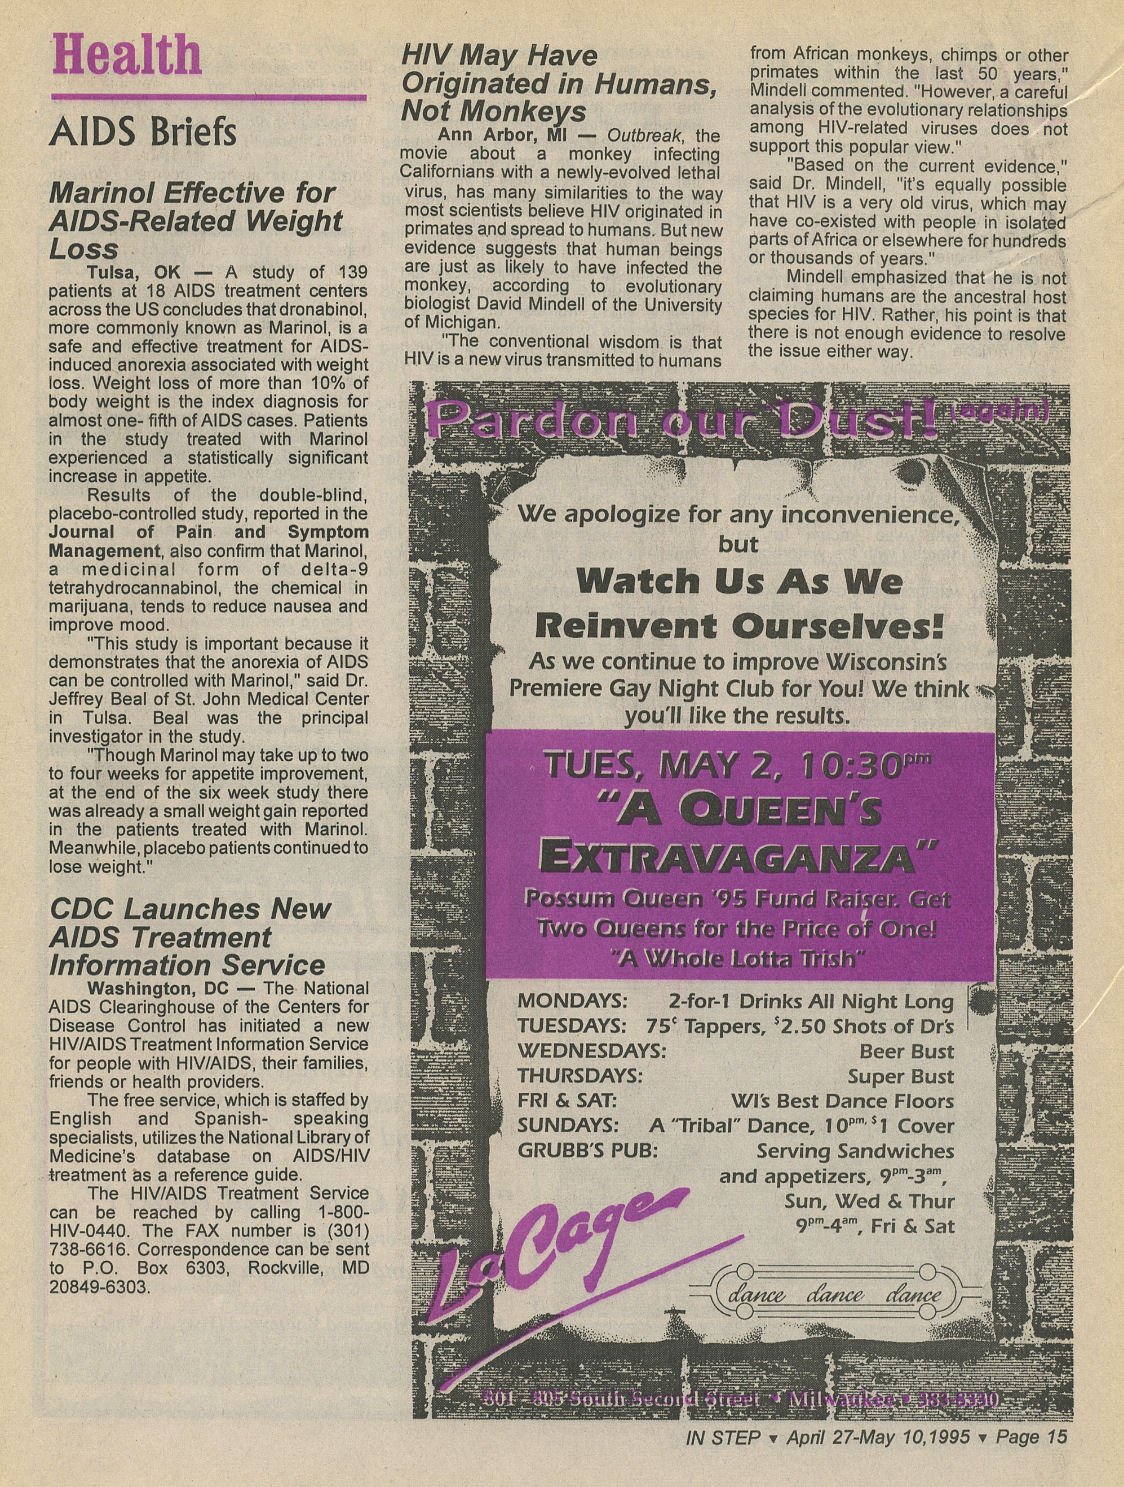 Health
AIDS Briefs
Marinol Effective for
AIDS-Related Weight
Loss
Tulsa, OK — A study of 139
patients at 18 AIDS treatment centers
across the US concludes that dronabinol,
more commonly known as Marinol, is a
safe and effective treatment for AIDS-
induced anorexia associated with weight
loss. Weight loss of more than 10% of
body weight is the index diagnosis for
almost one- fifth of AIDS cases. Patients
in the study treated with Marinol
experienced a statistically significant
increase in appetite.
Results of the double-blind,
placebo-controlled study, reported in the
Journal of Pain and Symptom
Management, also confirm that Marinol,
a medicinal form of delta-9
tetrahydrocannabinol, the chemical in
marijuana, tends to reduce nausea and
improve mood.
"This study is important because it
demonstrates that the anorexia of AIDS
can be controlled with Marinol," said Dr.
Jeffrey Beal of St. John Medical Center
in Tulsa. Beal was the principal
investigator in the study.
"Though Marinol may take up to two
to four weeks for appetite improvement,
at the end of the six week study there
was already a small weight gain reported
in the patients treated with Marinol.
Meanwhile, placebo patients continued to
lose weight."
CDC Launches New
AIDS Treatment
Information Service
Washington, DC — The National
AIDS Clearinghouse of the Centers for
Disease Control has initiated a new
HIV/AIDS Treatment Information Service
for people with HIV/AIDS, their families,
friends or health providers.
The free service, which is staffed by
English and Spanish- speaking
specialists, utilizes the National Library of
Medicine's database on AIDS/HIV
treatment as a reference guide.
The HIV/AIDS Treatment Service
can be reached by calling 1-800-
HIV-0440. The FAX number is (301)
738-6616. Correspondence can be sent
to P.O. Box 6303, Rockville, MD
20849-6303.
HIV May Have
Originated in Humans,
Not Monkeys
Ann Arbor, MI — Outbreak, the
movie about a monkey infecting
Californians with a newly-evolved lethal
virus, has many similarities to the way
most scientists believe HIV originated in
primates and spread to humans. But new
evidence suggests that human beings
are just as likely to have infected the
monkey, according to evolutionary
biologist David Mindell of the University
of Michigan.
"The conventional wisdom is that
HIV is a new virus transmitted to humans
from African monkeys, chimps or other
primates within the last 50 years,"
Mindell commented. "However, a careful
analysis of the evolutionary relationships
among HIV-related viruses does not
support this popular view."
"Based on the current evidence,"
said Dr. Mindell, "it's equally possible
that HIV is a very old virus, which may
have co-existed with people in isolated
parts of Africa or elsewhere for hundreds
or thousands of years."
Mindell emphasized that he is not
claiming humans are the ancestral host
species for HIV. Rather, his point is that
there is not enough evidence to resolve
the issue either way.
Pardon our Dust! (again)
We apologize for any inconvenience,
but
Watch Us As We
Reinvent Ourselves!
As we continue to improve Wisconsin's
Premiere Gay Night Club for You! We think
you'll like the results.
TUES, MAY 2, 10:30pm
"A QUEEN'S
EXTRAVAGANZA"
Possum Queen '95 Fund Raiser. Get
Two Queens for the Price of One!
"A Whole Lotta Trish"
MONDAYS: 2-for-1 Drinks All Night Long
TUESDAYS: 75¢ Tappers, $2.50 Shots of Dr's
WEDNESDAYS: Beer Bust
THURSDAYS: Super Bust
FRI & SAT: WI's Best Dance Floors
SUNDAYS: A "Tribal" Dance, 10pm, $1 Cover
GRUBB'S PUB: Serving Sandwiches
and appetizers, 9pm-3am,
Sun, Wed & Thur
9pm-4am, Fri & Sat
La Cage
dance dance dance
801 - 805 South Second Street • Milwaukee • 383-8330
IN STEP ▾ April 27-May 10,1995 ▾ Page 15